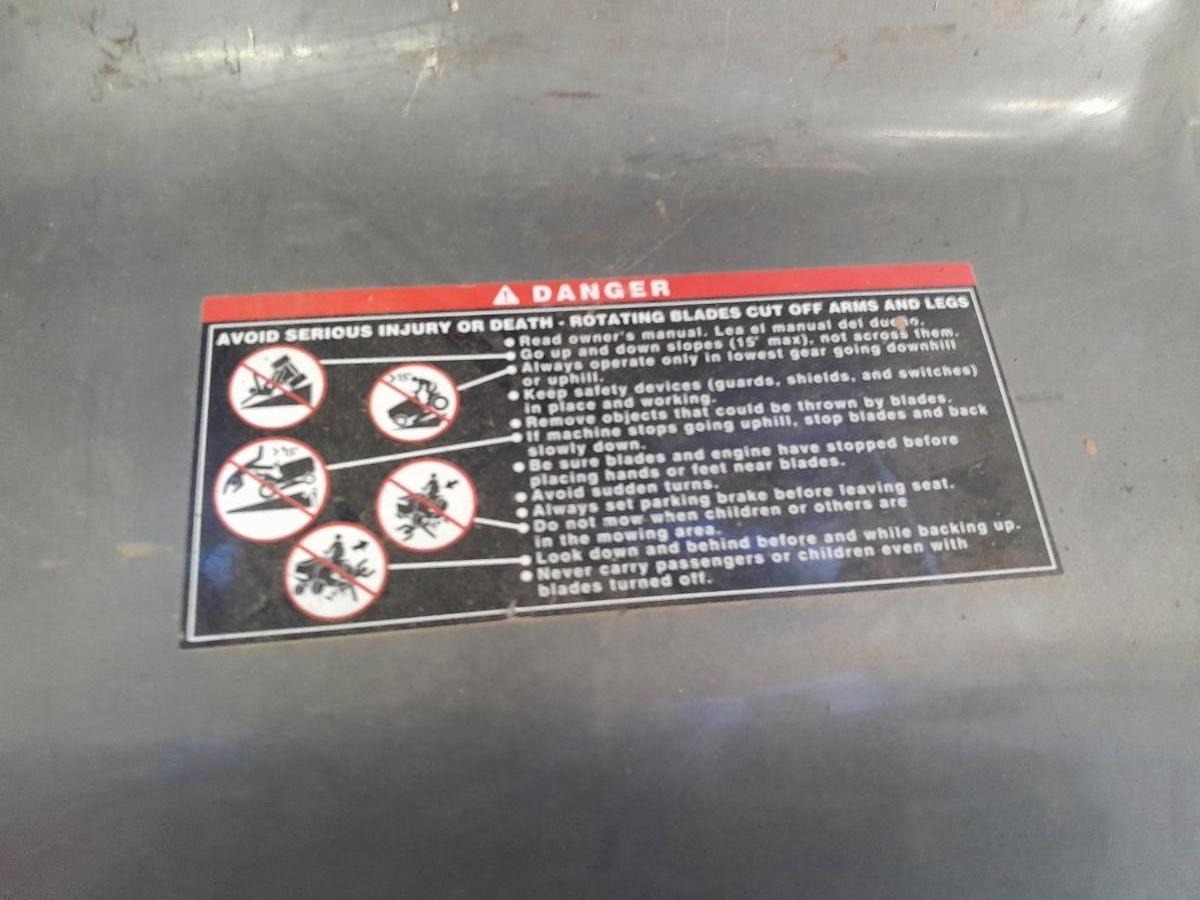 DANGER
AVOID SERIOUS INJURY OR DEATH - ROTATING BLADES CUT OFF ARMS AND LEGS
• Read owner's manual. Lea el manual del dueño.
• Go up and down slopes (15° max), not across them.
• Always operate only in lowest gear going downhill
or uphill.
• Keep safety devices (guards, shields, and switches)
in place and working.
• Remove objects that could be thrown by blades.
• If machine stops going uphill, stop blades and back
slowly down.
• Be sure blades and engine have stopped before
placing hands or feet near blades.
• Avoid sudden turns.
• Always set parking brake before leaving seat.
• Do not mow when children or others are
in the mowing area.
• Look down and behind before and while backing up.
• Never carry passengers or children even with
blades turned off.
>15°
>15°